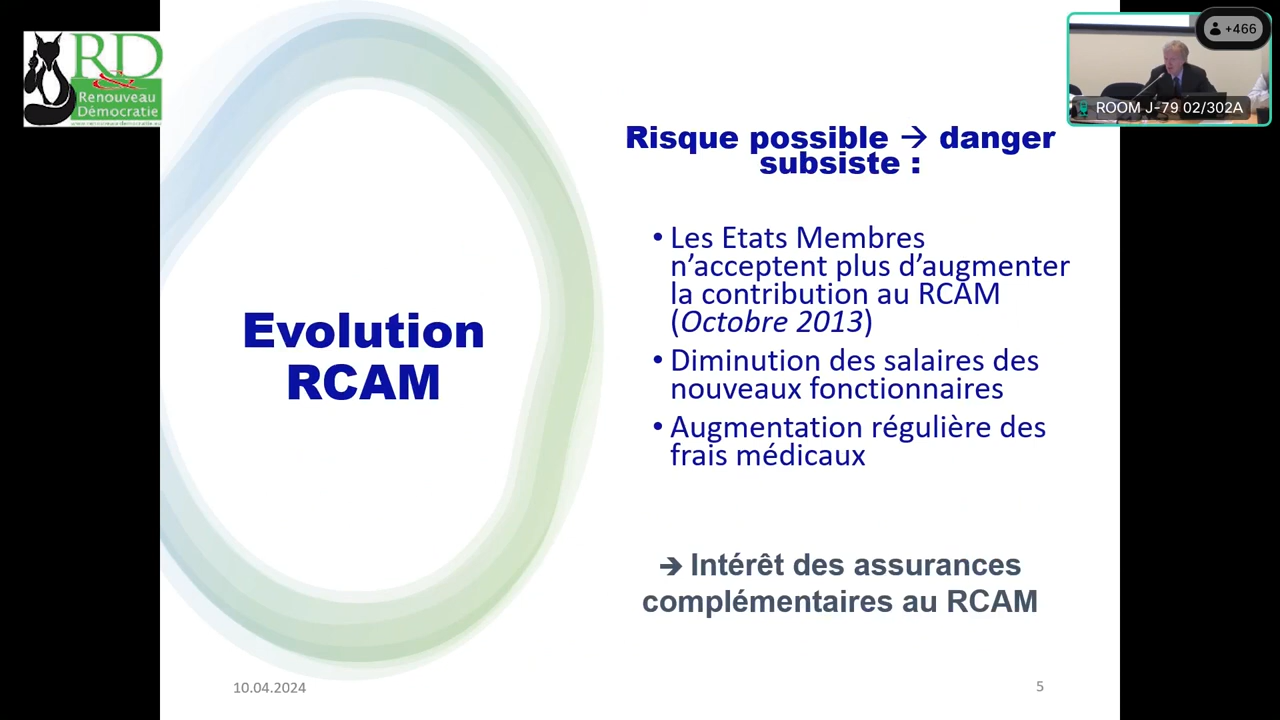 RD
&
Renouveau
Démocratie
+466
ROOM J-79 02/302A
Risque possible → danger
subsiste :
Evolution
RCAM
• Les Etats Membres
n’acceptent plus d’augmenter
la contribution au RCAM
(Octobre 2013)
• Diminution des salaires des
nouveaux fonctionnaires
• Augmentation régulière des
frais médicaux
➔ Intérêt des assurances
complémentaires au RCAM
10.04.2024
5